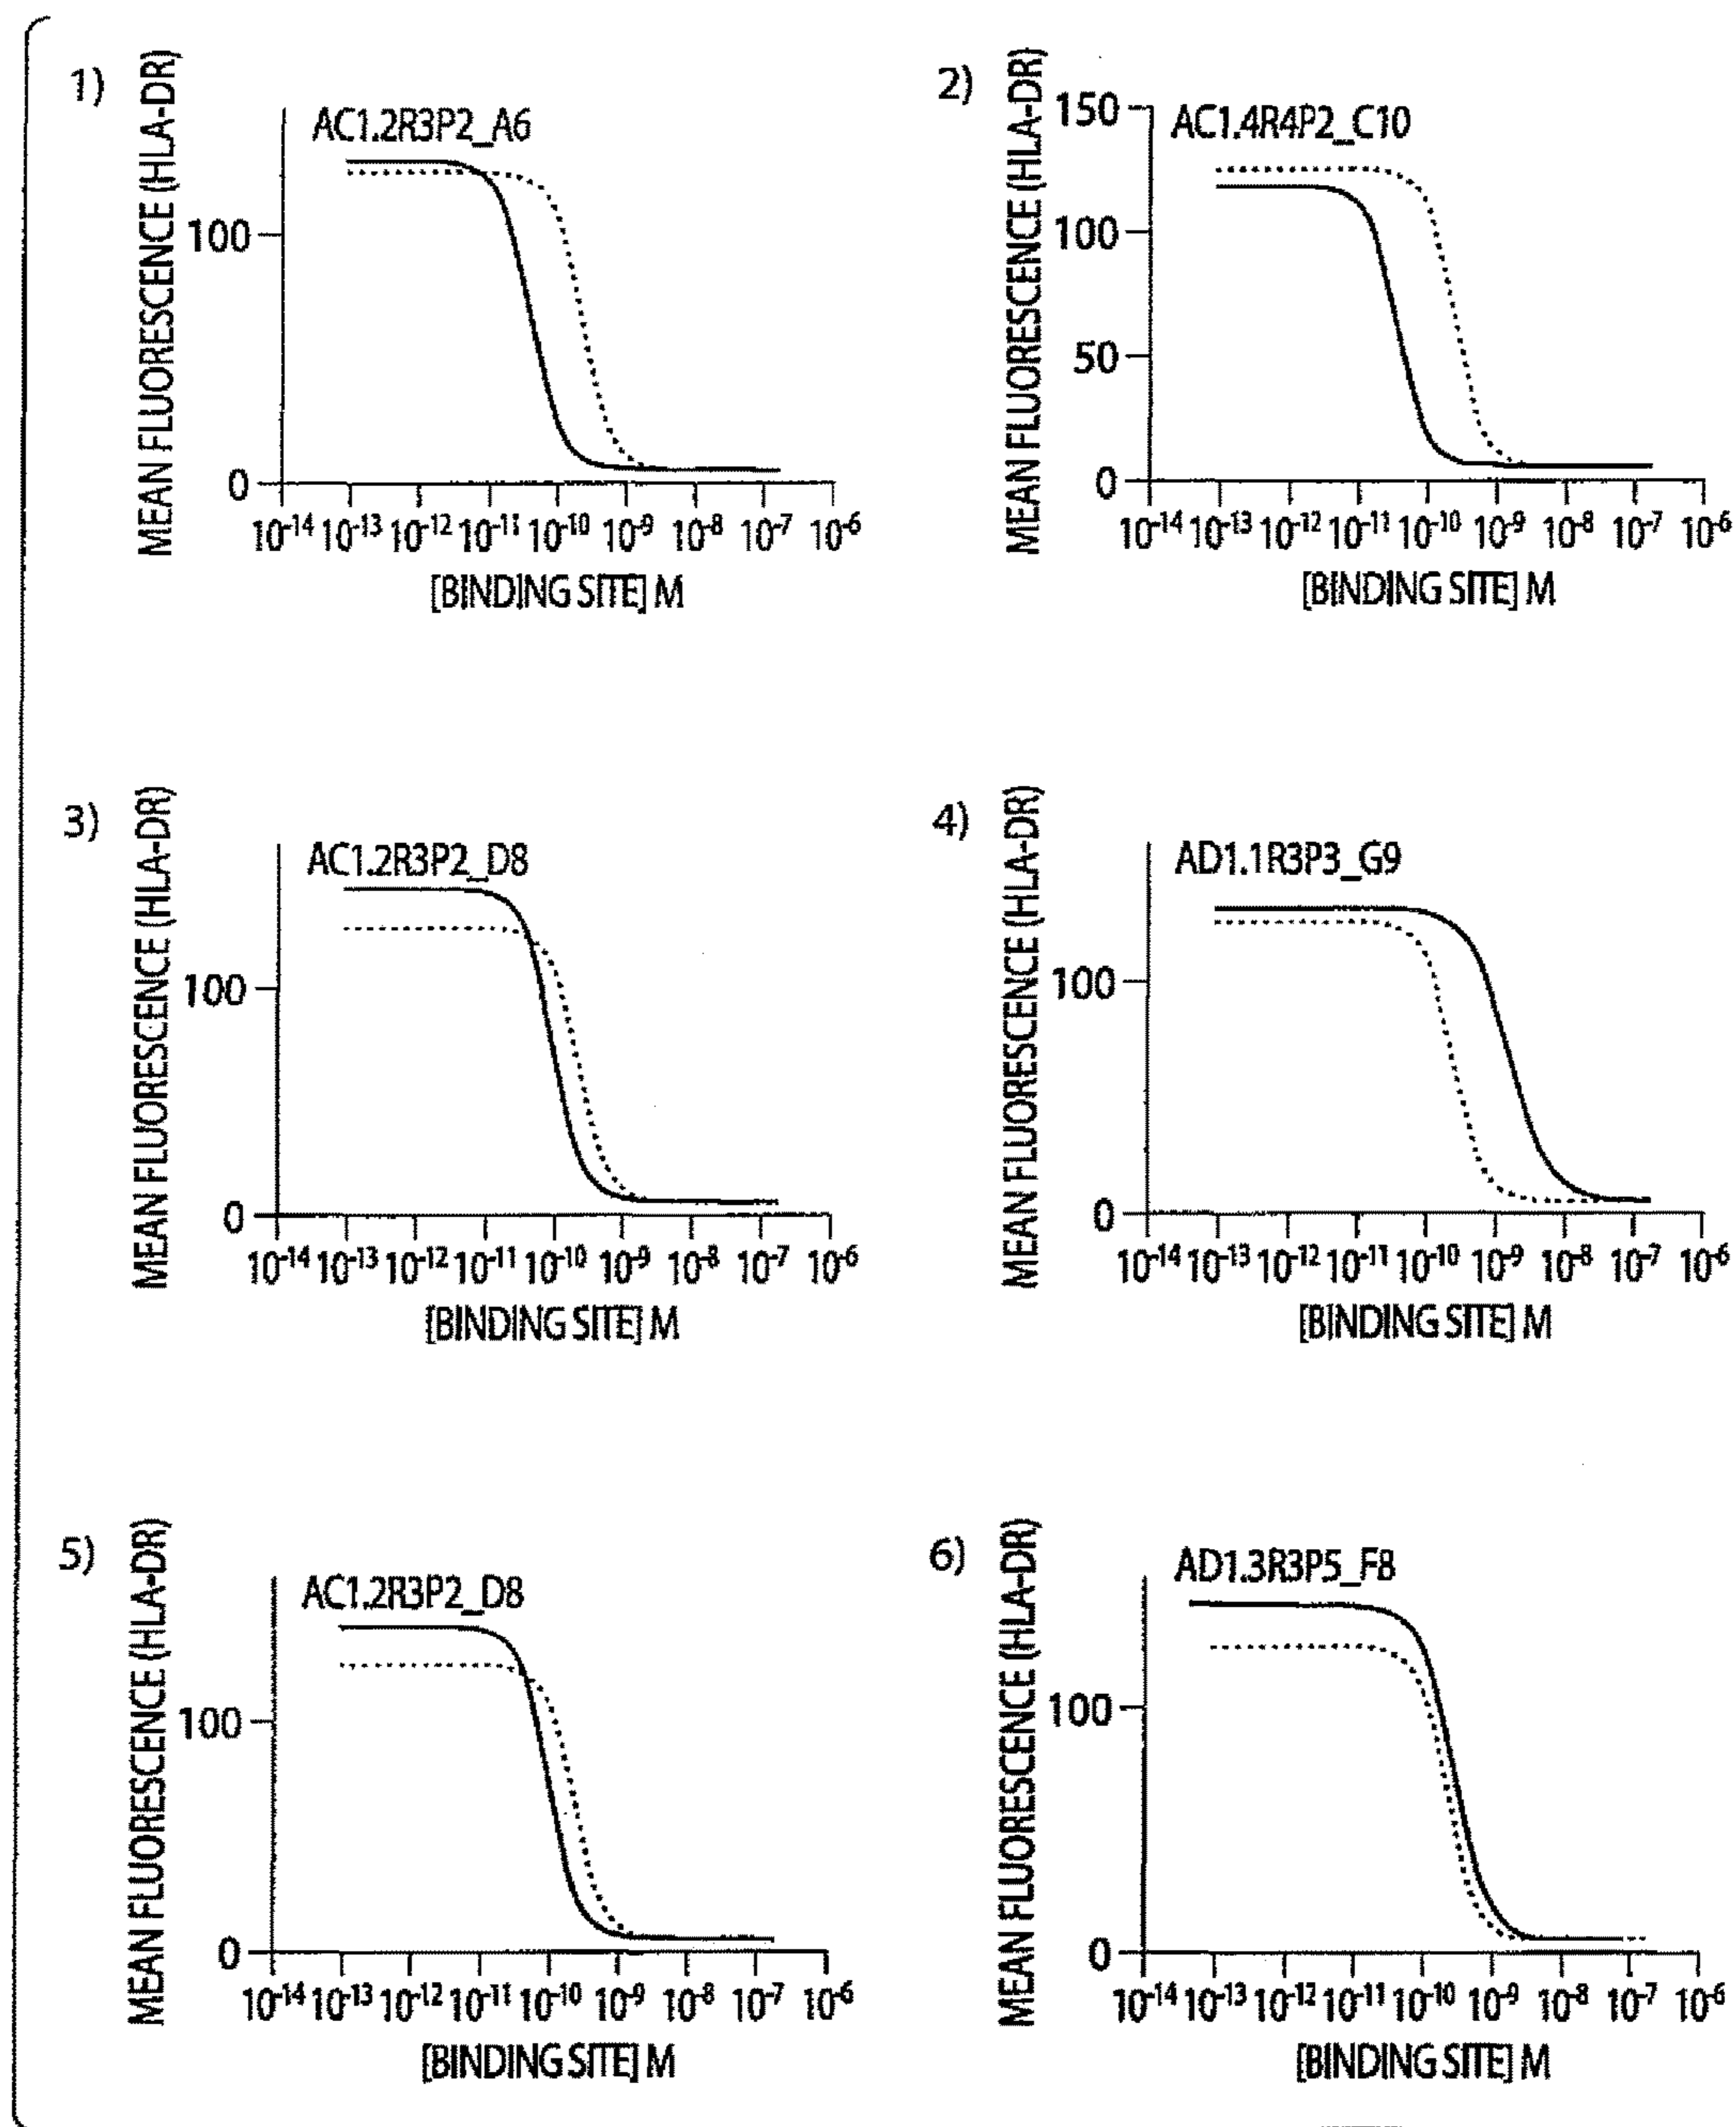 1)
MEAN FLUORESCENCE (HLA-DR)
AC1.2R3P2_A6
100
0
10-14 10-13 10-12 10-11 10-10 10-9 10-8 10-7 10-6
[BINDING SITE] M
2)
MEAN FLUORESCENCE (HLA-DR)
AC1.4R4P2_C10
150
100
50
0
10-14 10-13 10-12 10-11 10-10 10-9 10-8 10-7 10-6
[BINDING SITE] M
3)
MEAN FLUORESCENCE (HLA-DR)
AC1.2R3P2_D8
100
0
10-14 10-13 10-12 10-11 10-10 10-9 10-8 10-7 10-6
[BINDING SITE] M
4)
MEAN FLUORESCENCE (HLA-DR)
AD1.1R3P3_G9
100
0
10-14 10-13 10-12 10-11 10-10 10-9 10-8 10-7 10-6
[BINDING SITE] M
5)
MEAN FLUORESCENCE (HLA-DR)
AC1.2R3P2_D8
100
0
10-14 10-13 10-12 10-11 10-10 10-9 10-8 10-7 10-6
[BINDING SITE] M
6)
MEAN FLUORESCENCE (HLA-DR)
AD1.3R3P5_F8
100
0
10-14 10-13 10-12 10-11 10-10 10-9 10-8 10-7 10-6
[BINDING SITE] M